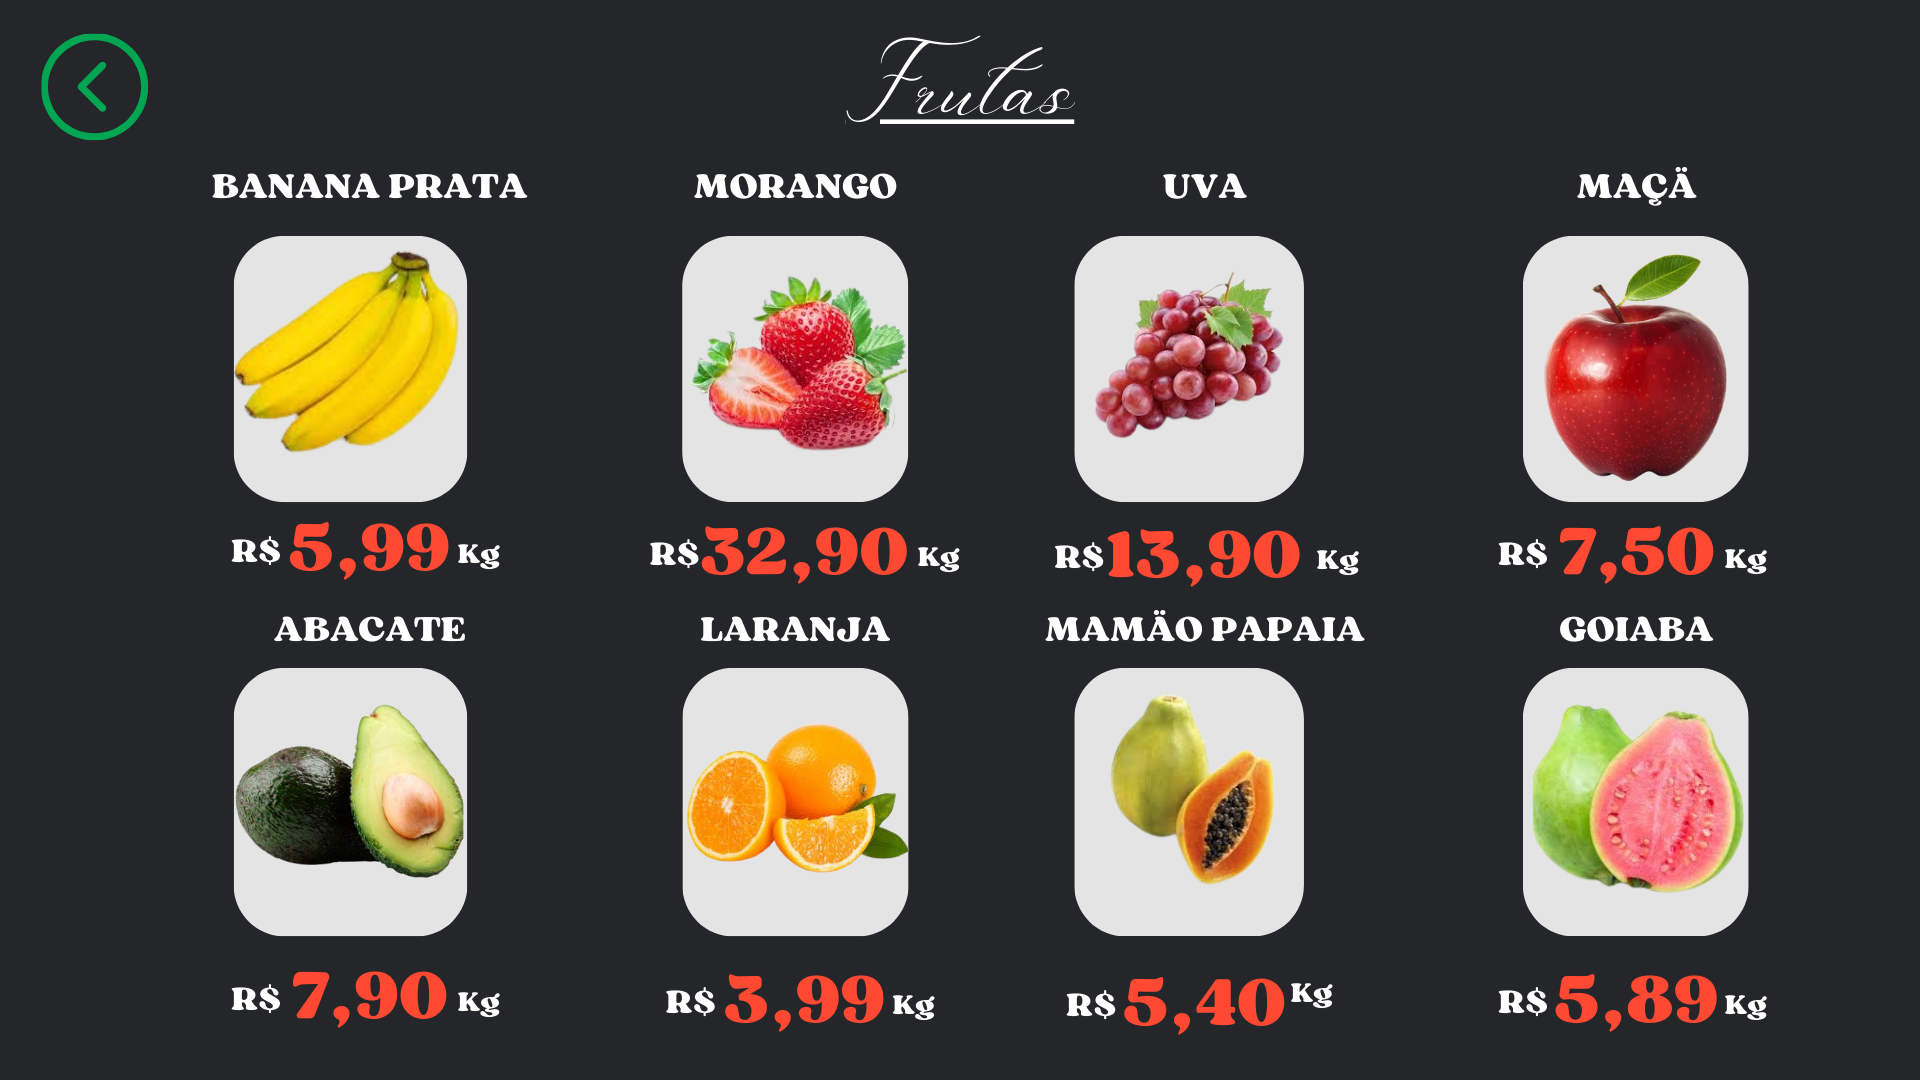 Frutas
BANANA PRATA
MORANGO
UVA
MAÇÄ
R$ 5,99 Kg
R$ 32,90 Kg
R$ 13,90 Kg
R$ 7,50 Kg
ABACATE
LARANJA
MAMÄO PAPAIA
GOIABA
R$ 7,90 Kg
R$ 3,99 Kg
R$ 5,40 Kg
R$ 5,89 Kg